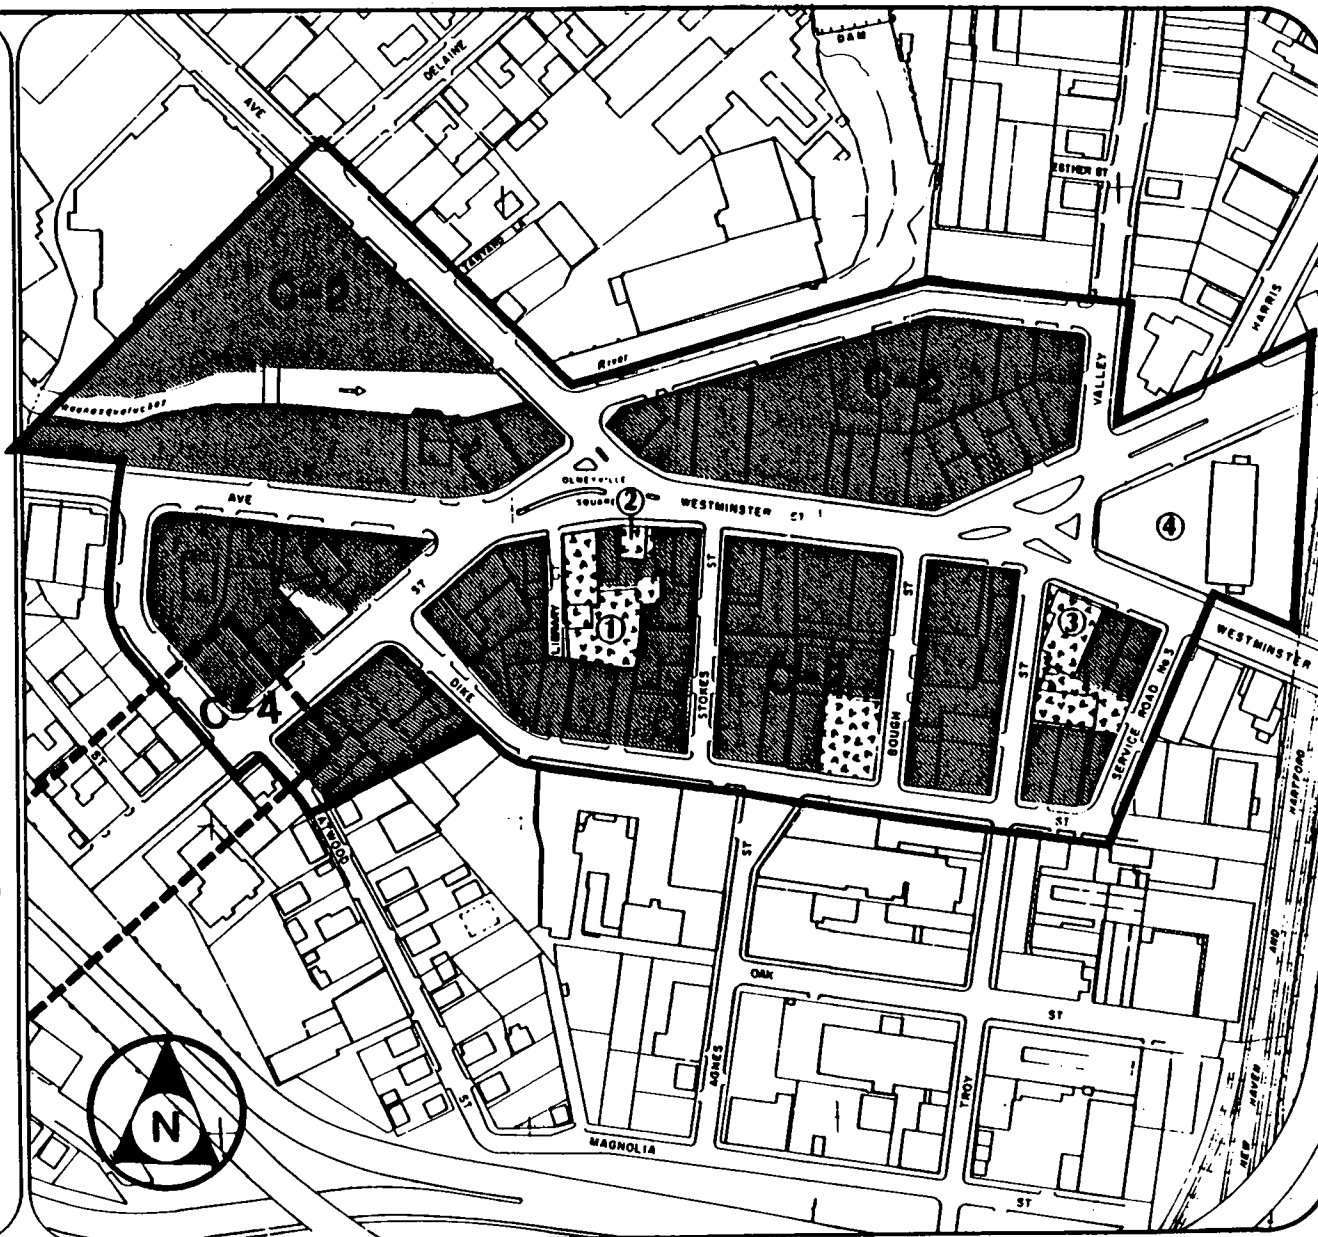 DAM
DELAINE
AVE
ESTHER ST
HARRIS
C-2
River
VALLEY
C-2
Woonasquatucket
AVE
OLNEYVILLE
SQUARE
2
WESTMINSTER ST
4
ST
ST
ST
LIBRARY
1
ST
3
WESTMINSTER
STOKES
DIKE
C-4
BOUGH
SERVICE ROAD No. 3
ST
HARTFORD
ST
ATWOOD
ST
AND
OAK
ST
AGNES
TROY
HAVEN
NEW
ST
N
MAGNOLIA
ST